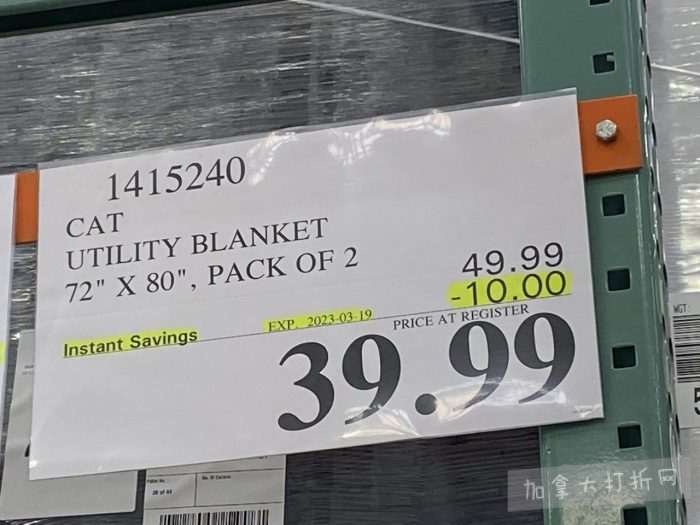 1415240
CAT
UTILITY BLANKET
72" X 80", PACK OF 2
49.99
-10.00
Instant Savings
EXP. 2023-03-19
PRICE AT REGISTER
39.99
WGT:
加拿大打折网